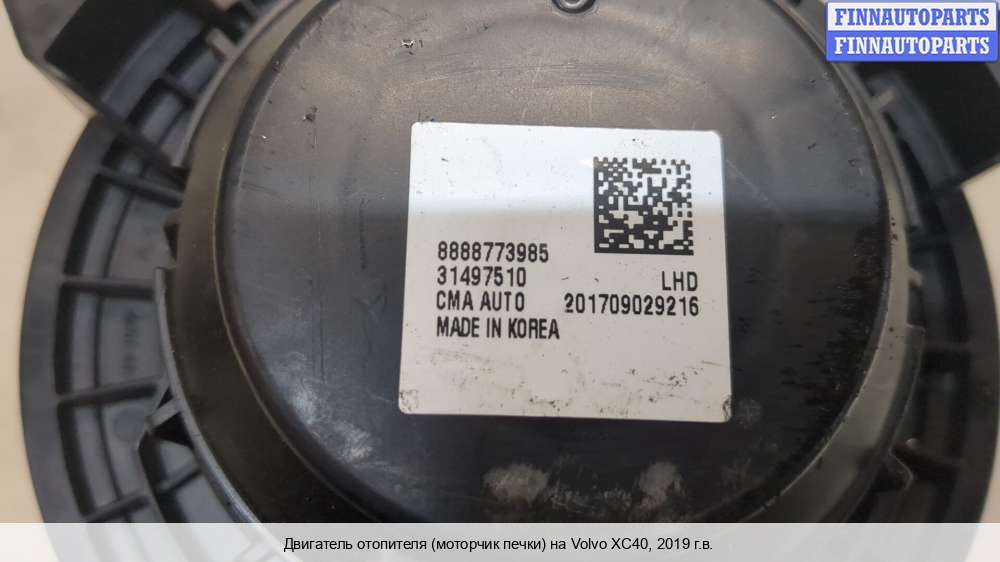 FINNAUTOPARTS
FINNAUTOPARTS
8888773985
31497510 LHD
CMA AUTO 201709029216
MADE IN KOREA
Двигатель отопителя (моторчик печки) на Volvo XC40, 2019 г.в.